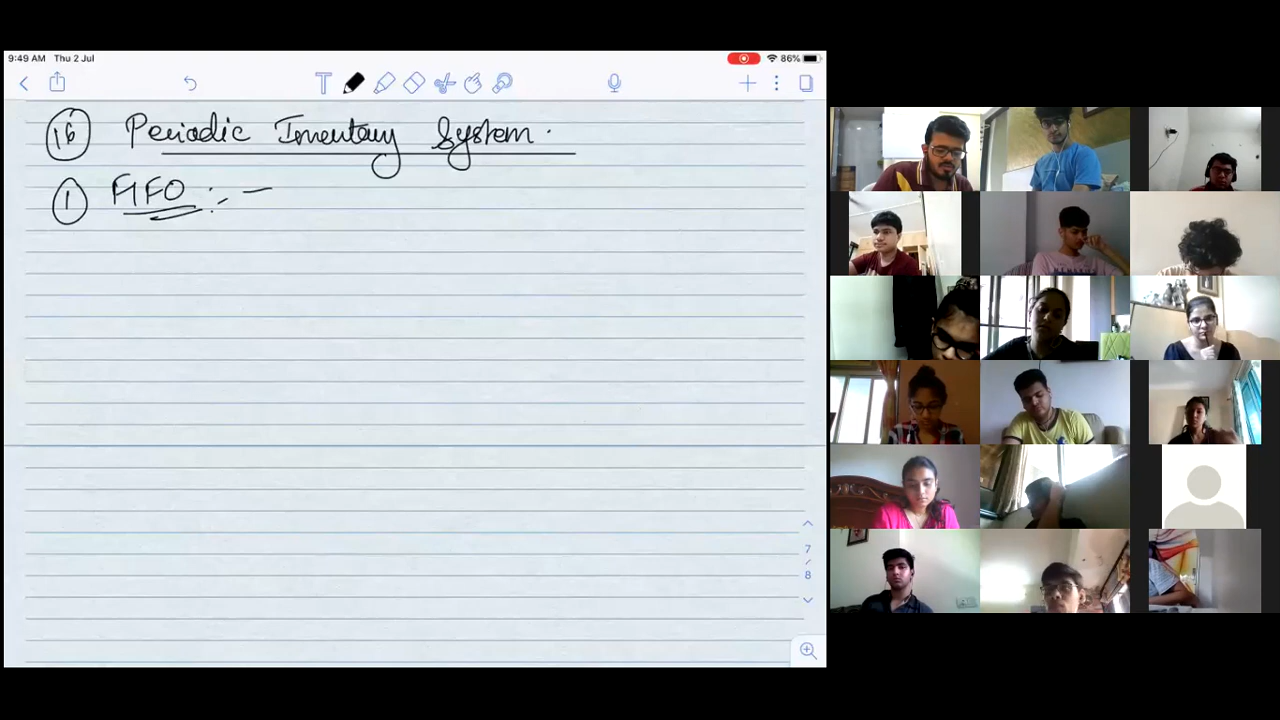 9:49 AM Thu 2 Jul
86%
16 Periodic Inventory System.
1 FIFO :- —
7
8